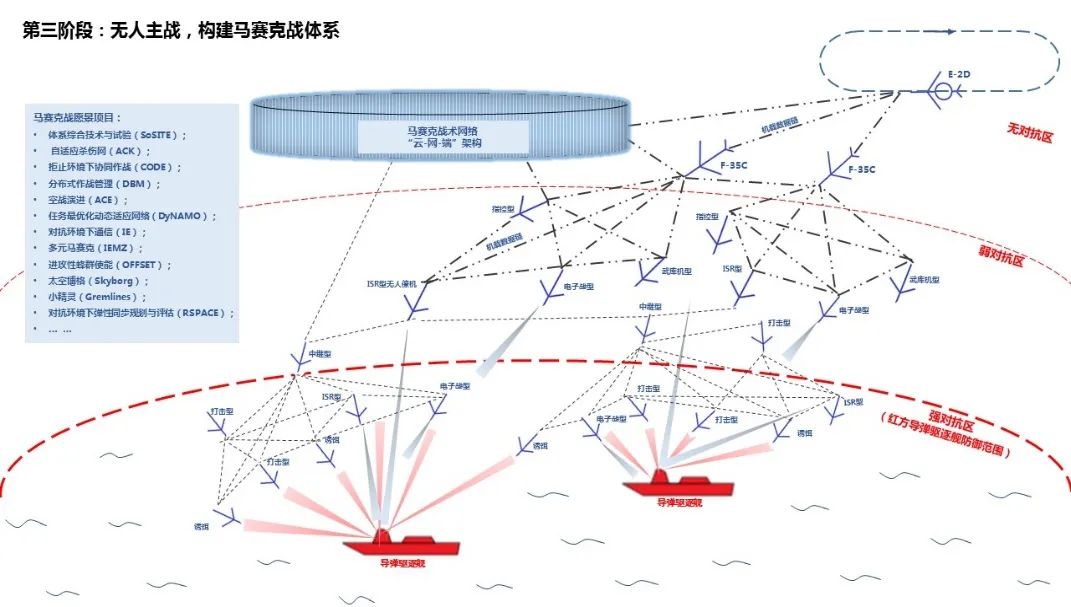 第三阶段：无人主战，构建马赛克战体系
E-2D
马赛克战愿景项目：
• 体系综合技术与试验（SoSITE）；
• 自适应杀伤网（ACK）；
• 拒止环境下协同作战（CODE）；
• 分布式作战管理（DBM）；
• 空战演进（ACE）；
• 任务最优化动态适应网络（DyNAMO）；
• 对抗环境下通信（IE）；
• 多元马赛克（IEMZ）；
• 进攻性蜂群使能（OFFSET）；
• 太空博格（Skyborg）；
• 小精灵（Gremlines）；
• 对抗环境下弹性同步规划与评估（RSPACE）；
• … …
马赛克战术网络
“云-网-端”架构
机载数据链
无对抗区
F-35C
F-35C
指控型
指控型
机载数据链
弱对抗区
ISR型无人僚机
电子战型
武库机型
ISR型
武库机型
电子战型
中继型
中继型
打击型
电子战型
ISR型
打击型
打击型
诱饵
打击型
诱饵
诱饵
电子战型
打击型
ISR型
诱饵
强对抗区
（红方导弹驱逐舰防御范围）
导弹驱逐舰
导弹驱逐舰